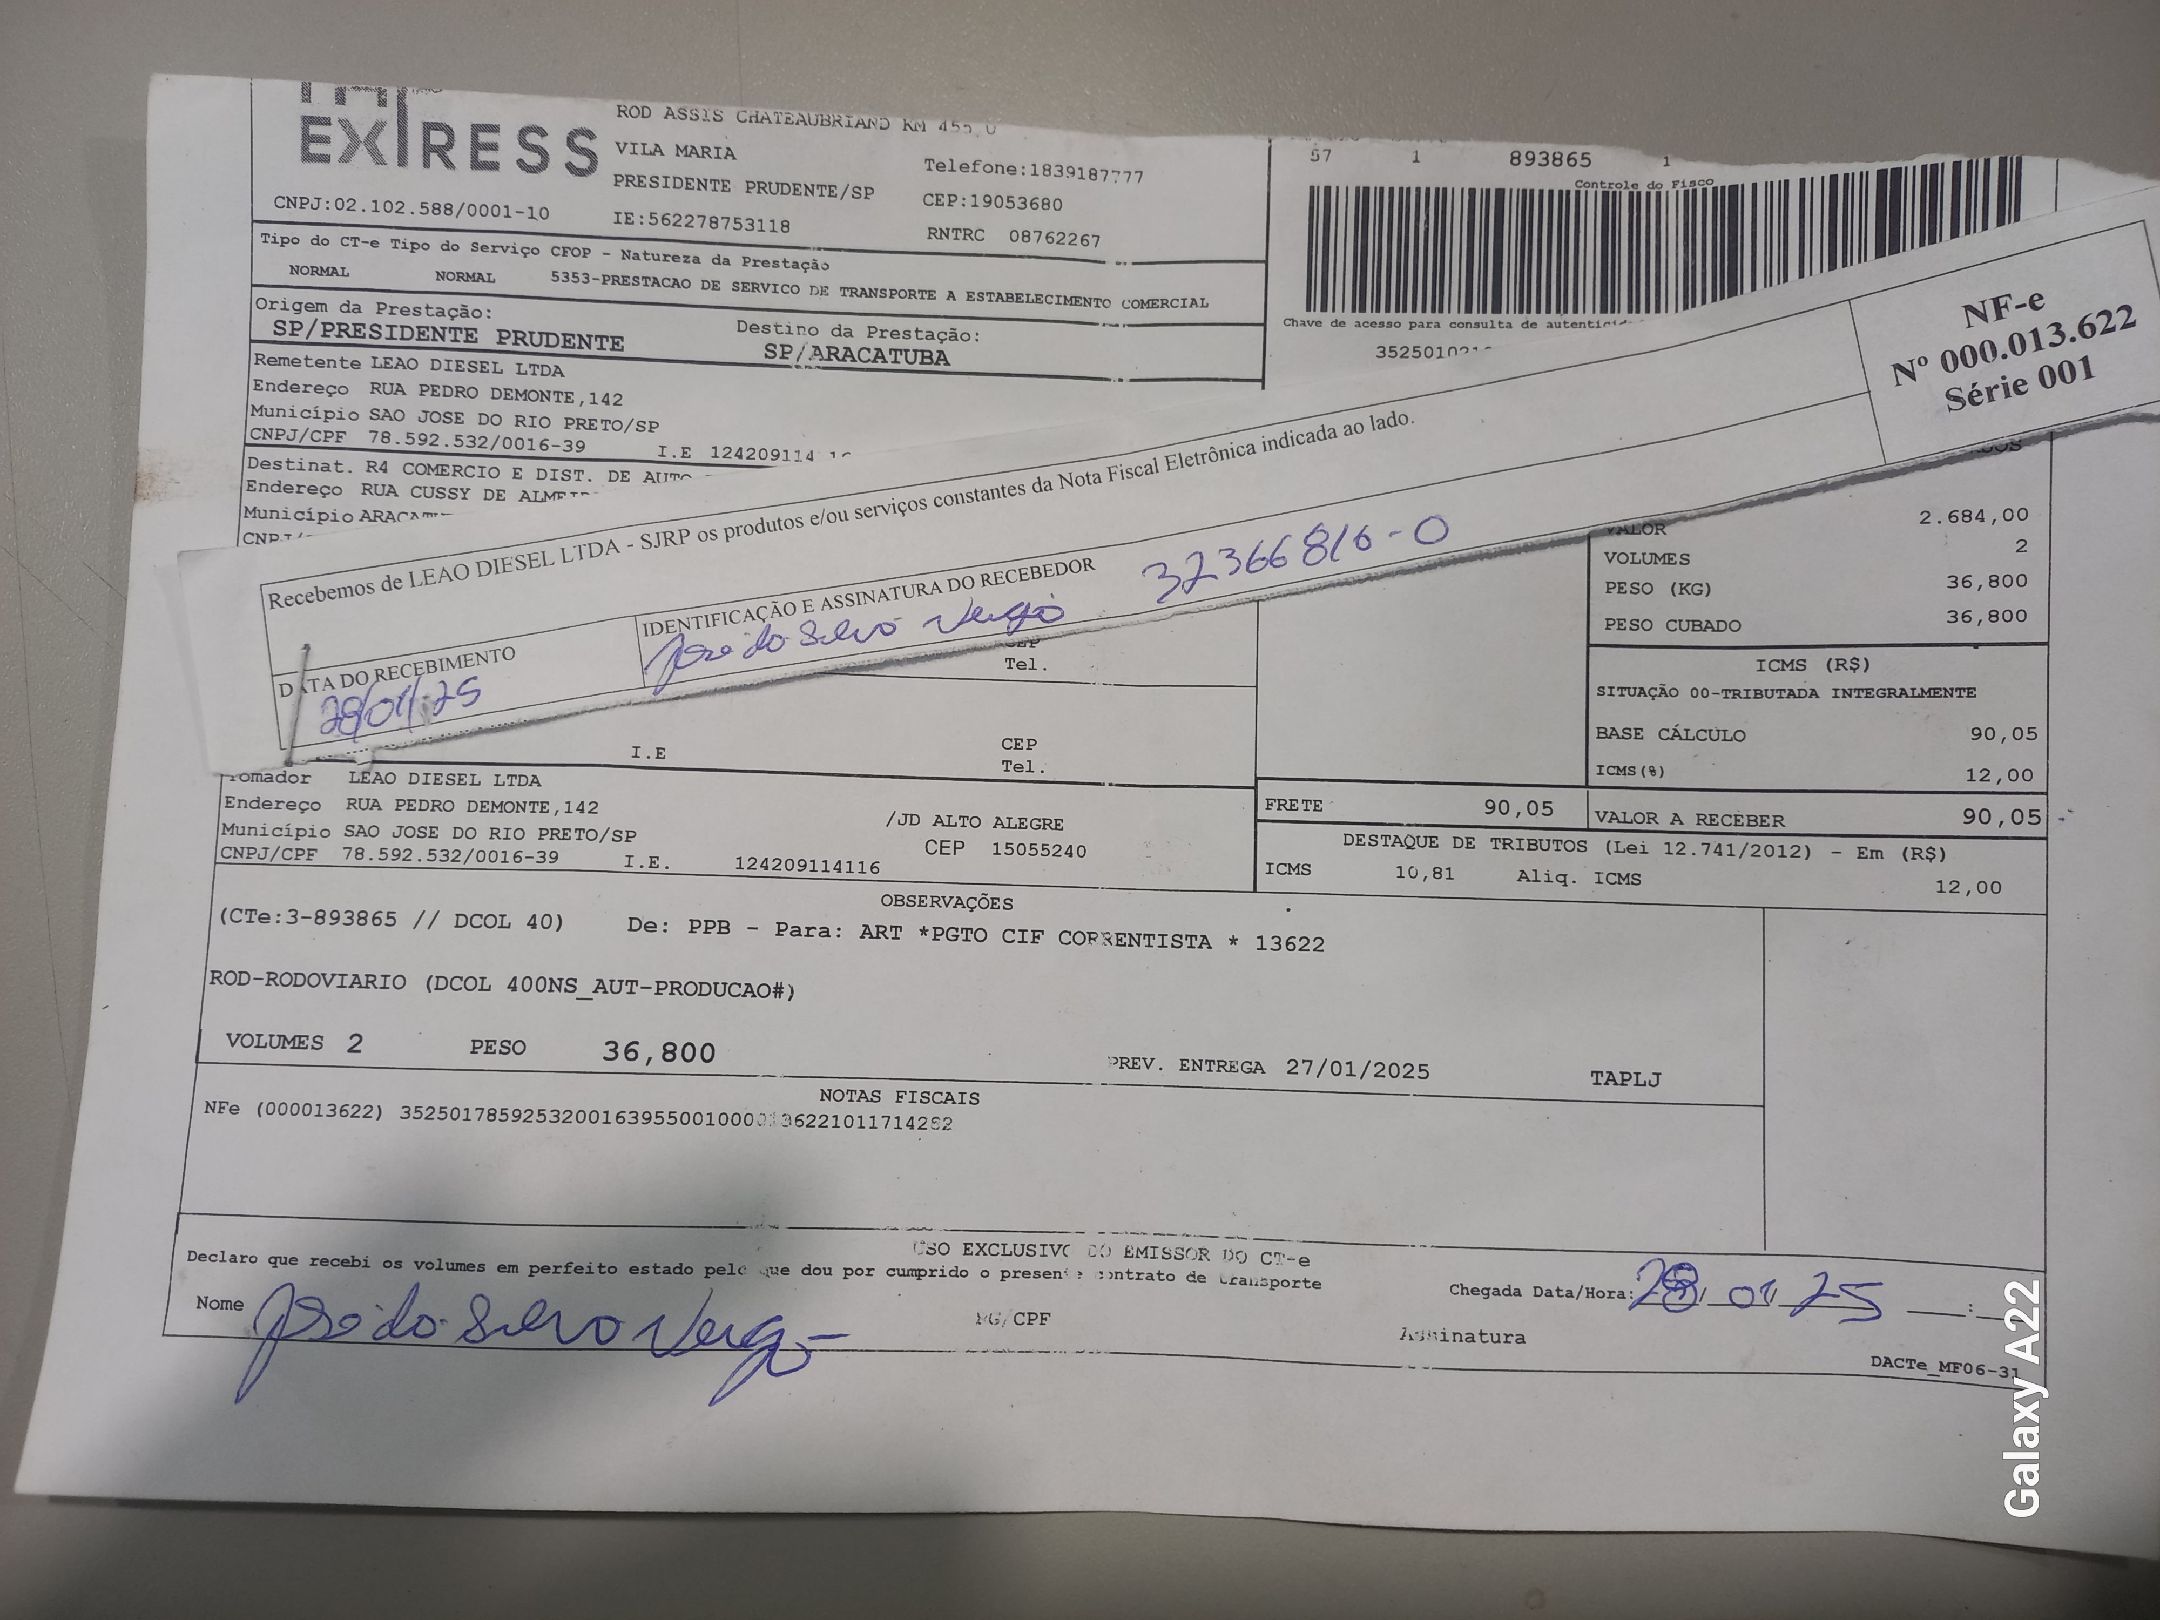 EXPRESS
ROD ASSIS CHATEAUBRIAND KM 455,0
VILA MARIA
Telefone:1839187777
PRESIDENTE PRUDENTE/SP
CEP:19053680
CNPJ:02.102.588/0001-10
IE:562278753118
RNTRC 08762267
57 1 893865 1
Controle do Fisco
Tipo do CT-e Tipo do Serviço CFOP - Natureza da Prestação
NORMAL NORMAL 5353-PRESTACAO DE SERVICO DE TRANSPORTE A ESTABELECIMENTO COMERCIAL
Origem da Prestação:
SP/PRESIDENTE PRUDENTE
Destino da Prestação:
SP/ARACATUBA
Chave de acesso para consulta de
Remetente LEAO DIESEL LTDA
Endereço RUA PEDRO DEMONTE,142
Município SAO JOSE DO RIO PRETO/SP
CNPJ/CPF 78.592.532/0016-39 I.E 124209114
Destinat. R4 COMERCIO E DIST. DE
Endereço RUA CUSSY DE
Município
NF-e
Nº 000.013.622
Série 001
Recebemos de LEAO DIESEL LTDA - SJRP os produtos e/ou serviços constantes da Nota Fiscal Eletrônica indicada ao lado.
DATA DO RECEBIMENTO
28/01/25
IDENTIFICAÇÃO E ASSINATURA DO RECEBEDOR
32366816-0
VALOR 2.684,00
VOLUMES 2
PESO (KG) 36,800
PESO CUBADO 36,800
CEP
Tel.
ICMS (R$)
SITUAÇÃO 00-TRIBUTADA INTEGRALMENTE
BASE CÁLCULO 90,05
ICMS(%) 12,00
I.E
CEP
Tel.
Tomador LEAO DIESEL LTDA
Endereço RUA PEDRO DEMONTE,142 /JD ALTO ALEGRE
Município SAO JOSE DO RIO PRETO/SP CEP 15055240
CNPJ/CPF 78.592.532/0016-39 I.E. 124209114116
FRETE 90,05 VALOR A RECEBER 90,05
DESTAQUE DE TRIBUTOS (Lei 12.741/2012) - Em (R$)
ICMS 10,81 Aliq. ICMS 12,00
OBSERVAÇÕES
(CTe:3-893865 // DCOL 40) De: PPB - Para: ART *PGTO CIF CORRENTISTA * 13622
ROD-RODOVIARIO (DCOL 400NS_AUT-PRODUCAO#)
VOLUMES 2 PESO 36,800 PREV. ENTREGA 27/01/2025 TAPLJ
NOTAS FISCAIS
NFe (000013622)
USO EXCLUSIVO DO EMISSOR DO CT-e
Declaro que recebi os volumes em perfeito estado pelo que dou por cumprido o presente contrato de transporte
Nome
RG/CPF
Chegada Data/Hora: 28 01 25 __:__
Assinatura
DACTe_MF06-31
Galaxy A22